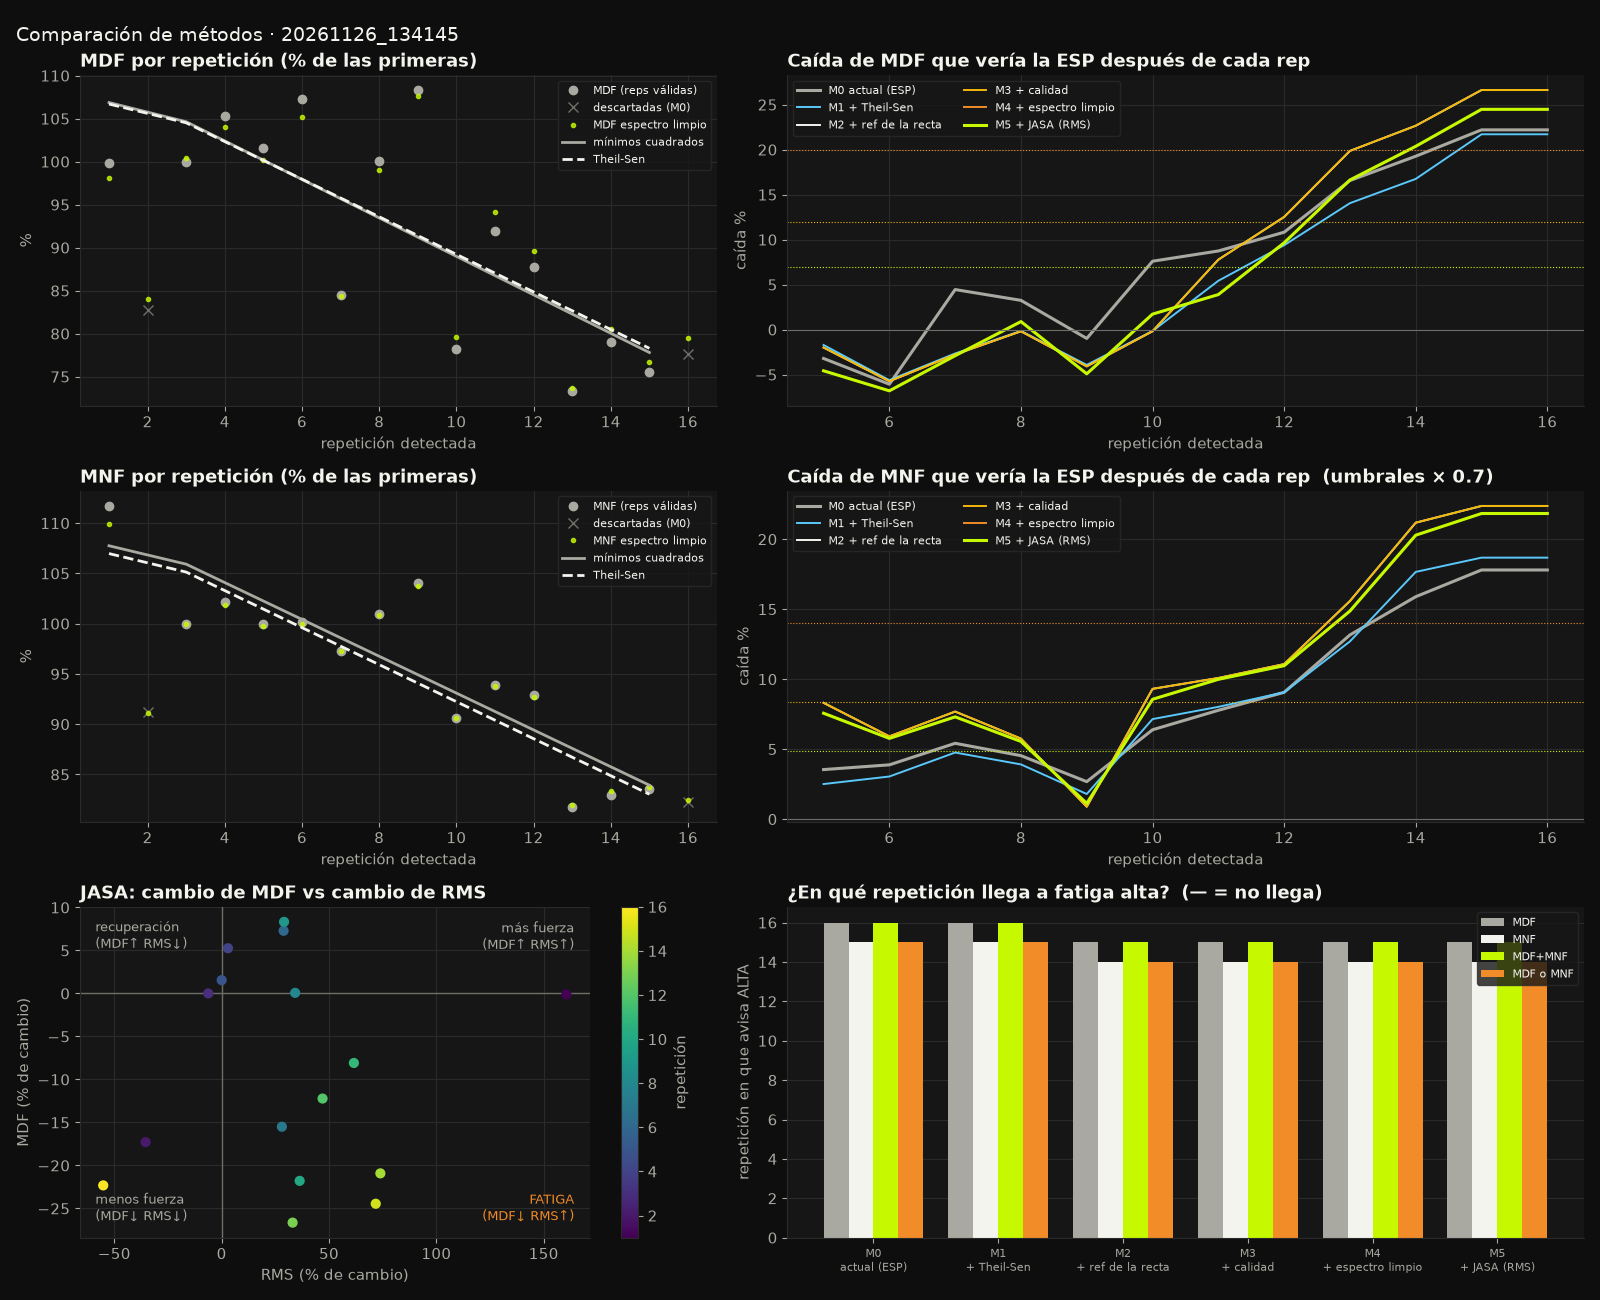 Comparación de métodos · 20261126_134145
MDF por repetición (% de las primeras)
110
105
100
95
90
85
80
75
%
2 4 6 8 10 12 14 16
repetición detectada
MDF (reps válidas)
descartadas (M0)
MDF espectro limpio
mínimos cuadrados
Theil-Sen
Caída de MDF que vería la ESP después de cada rep
25
20
15
10
5
0
−5
caída %
6 8 10 12 14 16
repetición detectada
M0 actual (ESP)
M1 + Theil-Sen
M2 + ref de la recta
M3 + calidad
M4 + espectro limpio
M5 + JASA (RMS)
MNF por repetición (% de las primeras)
110
105
100
95
90
85
%
2 4 6 8 10 12 14 16
repetición detectada
MNF (reps válidas)
descartadas (M0)
MNF espectro limpio
mínimos cuadrados
Theil-Sen
Caída de MNF que vería la ESP después de cada rep (umbrales × 0.7)
20
15
10
5
0
caída %
6 8 10 12 14 16
repetición detectada
M0 actual (ESP)
M1 + Theil-Sen
M2 + ref de la recta
M3 + calidad
M4 + espectro limpio
M5 + JASA (RMS)
JASA: cambio de MDF vs cambio de RMS
10
5
0
−5
−10
−15
−20
−25
MDF (% de cambio)
−50 0 50 100 150
RMS (% de cambio)
recuperación
(MDF↑ RMS↓)
más fuerza
(MDF↑ RMS↑)
menos fuerza
(MDF↓ RMS↓)
FATIGA
(MDF↓ RMS↑)
16
14
12
10
8
6
4
2
repetición
¿En qué repetición llega a fatiga alta? (— = no llega)
16
14
12
10
8
6
4
2
0
repetición en que avisa ALTA
MDF
MNF
MDF+MNF
MDF o MNF
M0
actual (ESP)
M1
+ Theil-Sen
M2
+ ref de la recta
M3
+ calidad
M4
+ espectro limpio
M5
+ JASA (RMS)